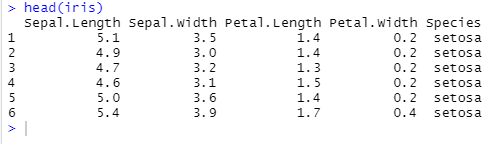 > head(iris)
  Sepal.Length Sepal.Width Petal.Length Petal.Width Species
1          5.1         3.5          1.4         0.2  setosa
2          4.9         3.0          1.4         0.2  setosa
3          4.7         3.2          1.3         0.2  setosa
4          4.6         3.1          1.5         0.2  setosa
5          5.0         3.6          1.4         0.2  setosa
6          5.4         3.9          1.7         0.4  setosa
>